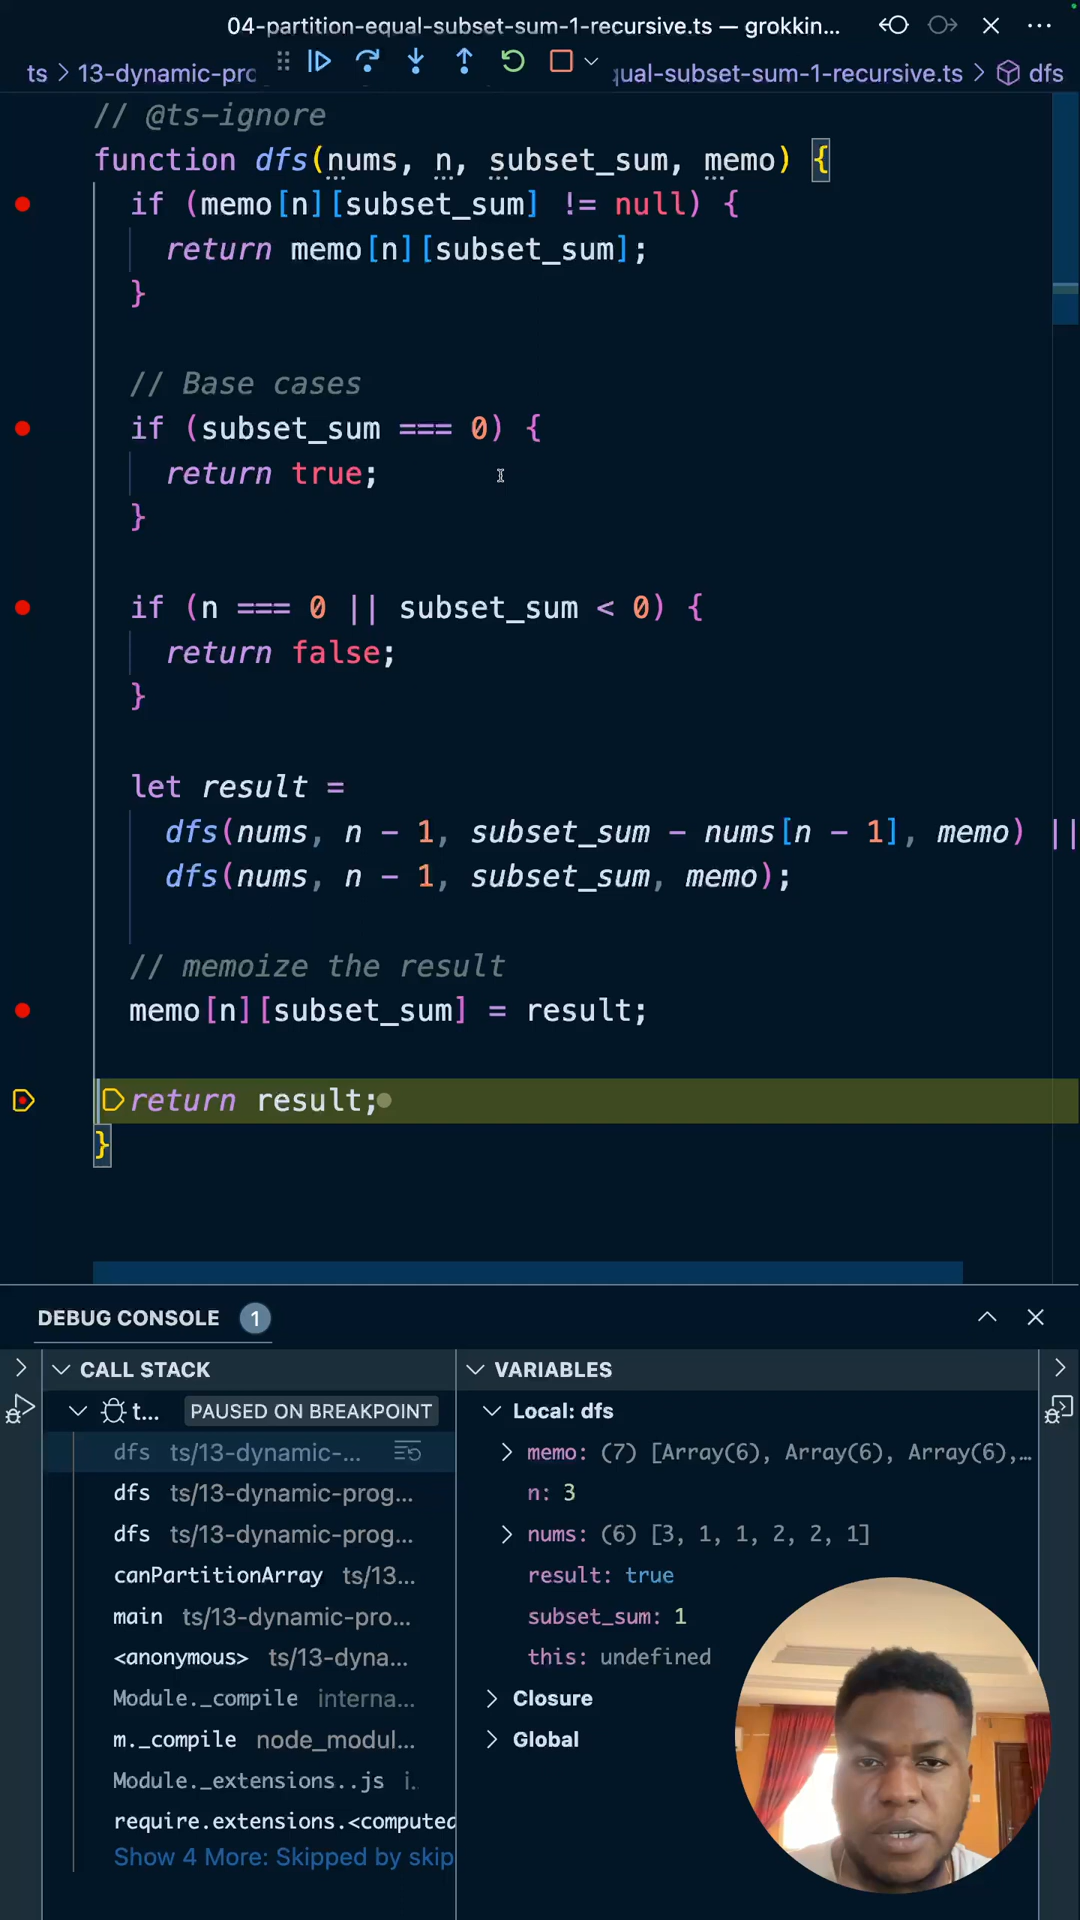 04-partition-equal-subset-sum-1-recursive.ts — grokkin...
ts > 13-dynamic-prc
qual-subset-sum-1-recursive.ts > dfs
// @ts-ignore
function dfs(nums, n, subset_sum, memo) {
if (memo[n][subset_sum] != null) {
return memo[n][subset_sum];
}
// Base cases
if (subset_sum === 0) {
return true;
}
if (n === 0 || subset_sum < 0) {
return false;
}
let result =
dfs(nums, n - 1, subset_sum - nums[n - 1], memo) ||
dfs(nums, n - 1, subset_sum, memo);
// memoize the result
memo[n][subset_sum] = result;
return result;
}
DEBUG CONSOLE 1
CALL STACK
t... PAUSED ON BREAKPOINT
dfs ts/13-dynamic-...
dfs ts/13-dynamic-prog...
dfs ts/13-dynamic-prog...
canPartitionArray ts/13...
main ts/13-dynamic-pro...
<anonymous> ts/13-dyna...
Module._compile interna...
m._compile node_modul...
Module._extensions..js i...
require.extensions.<computed
Show 4 More: Skipped by skip
VARIABLES
Local: dfs
memo: (7) [Array(6), Array(6), Array(6),...
n: 3
nums: (6) [3, 1, 1, 2, 2, 1]
result: true
subset_sum: 1
this: undefined
Closure
Global